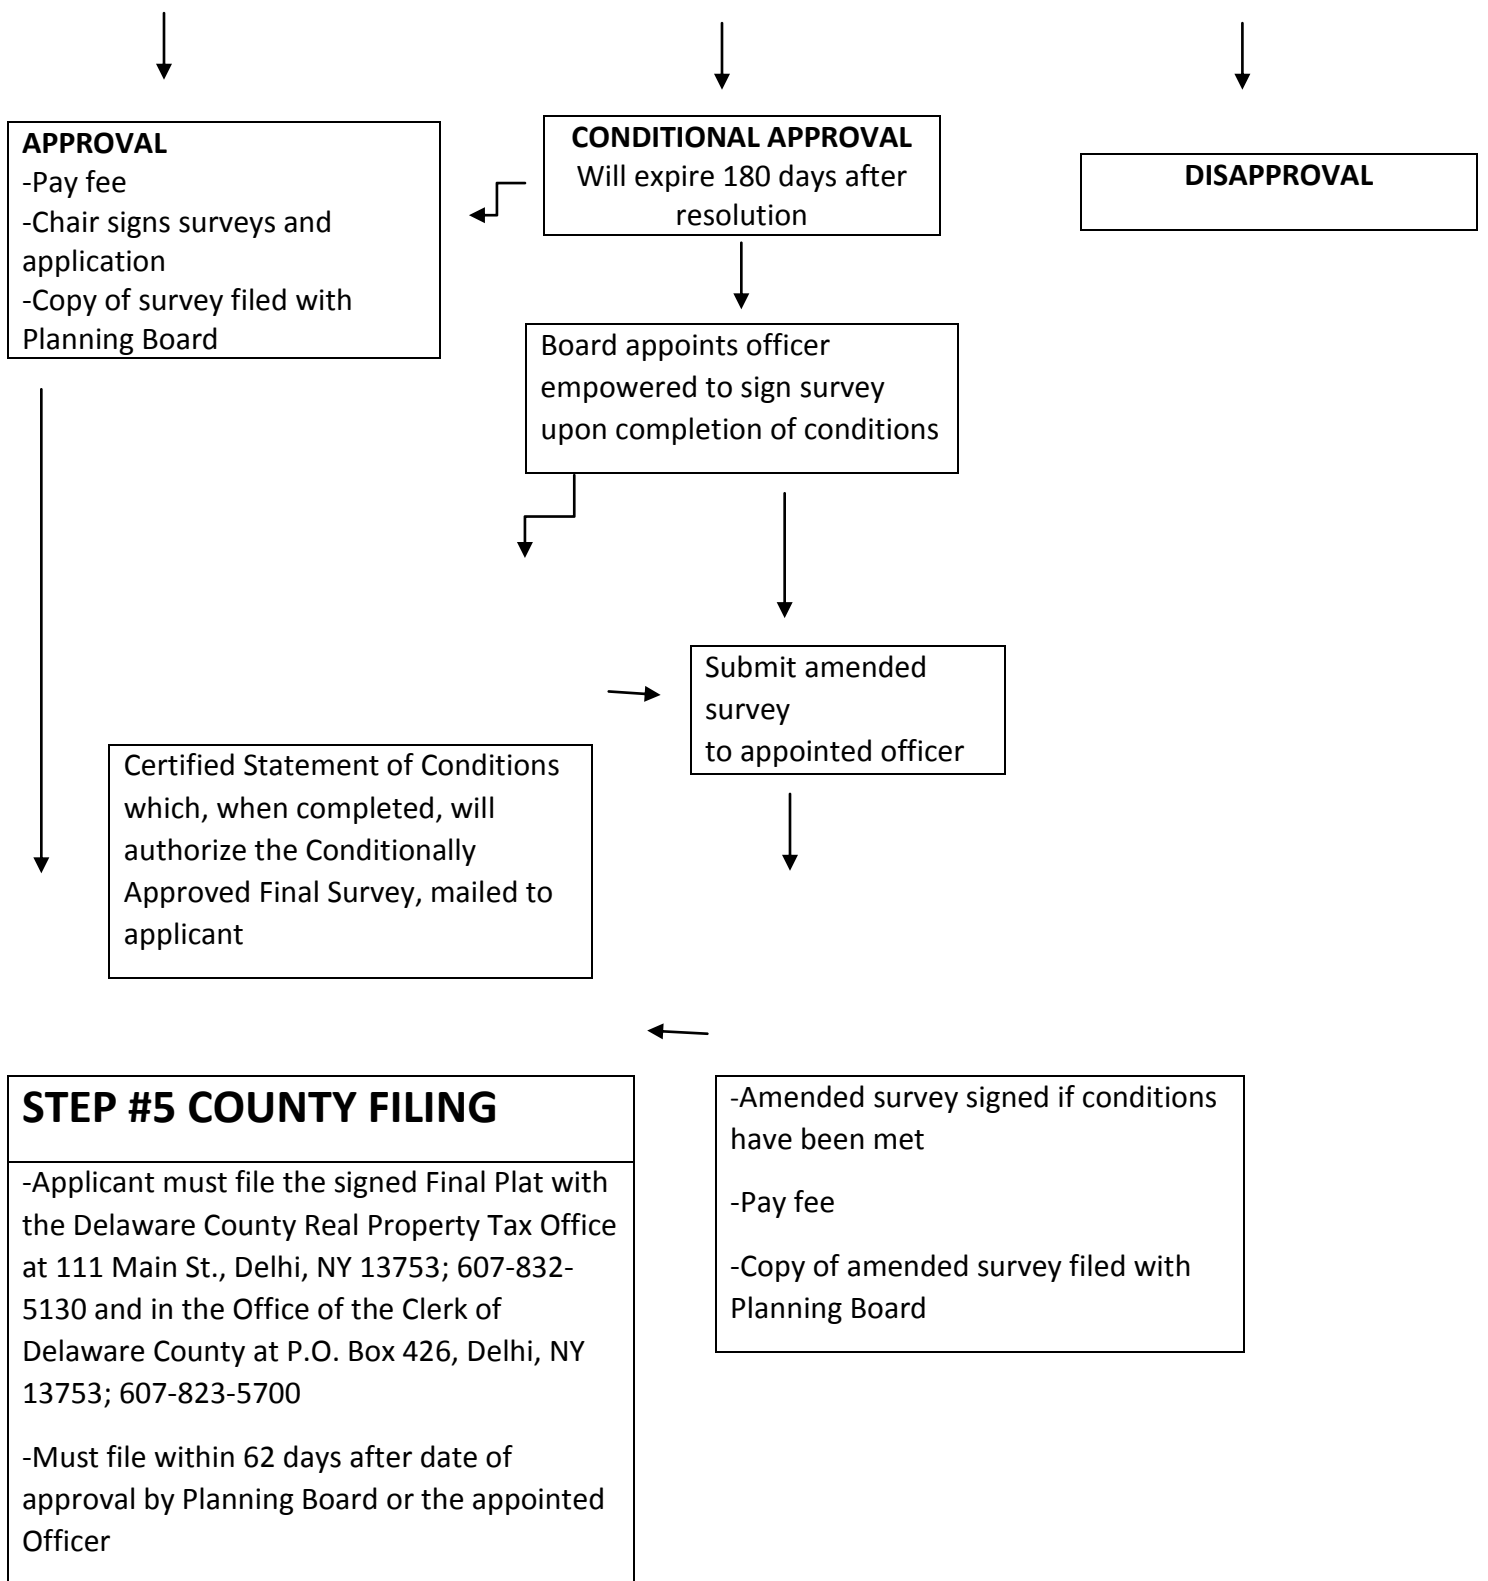 APPROVAL
-Pay fee
-Chair signs surveys and
application
-Copy of survey filed with
Planning Board
CONDITIONAL APPROVAL
Will expire 180 days after
resolution
DISAPPROVAL
Board appoints officer
empowered to sign survey
upon completion of conditions
Submit amended
survey
to appointed officer
Certified Statement of Conditions
which, when completed, will
authorize the Conditionally
Approved Final Survey, mailed to
applicant
STEP #5 COUNTY FILING
-Applicant must file the signed Final Plat with
the Delaware County Real Property Tax Office
at 111 Main St., Delhi, NY 13753; 607-832-
5130 and in the Office of the Clerk of
Delaware County at P.O. Box 426, Delhi, NY
13753; 607-823-5700
-Must file within 62 days after date of
approval by Planning Board or the appointed
Officer
-Amended survey signed if conditions
have been met
-Pay fee
-Copy of amended survey filed with
Planning Board